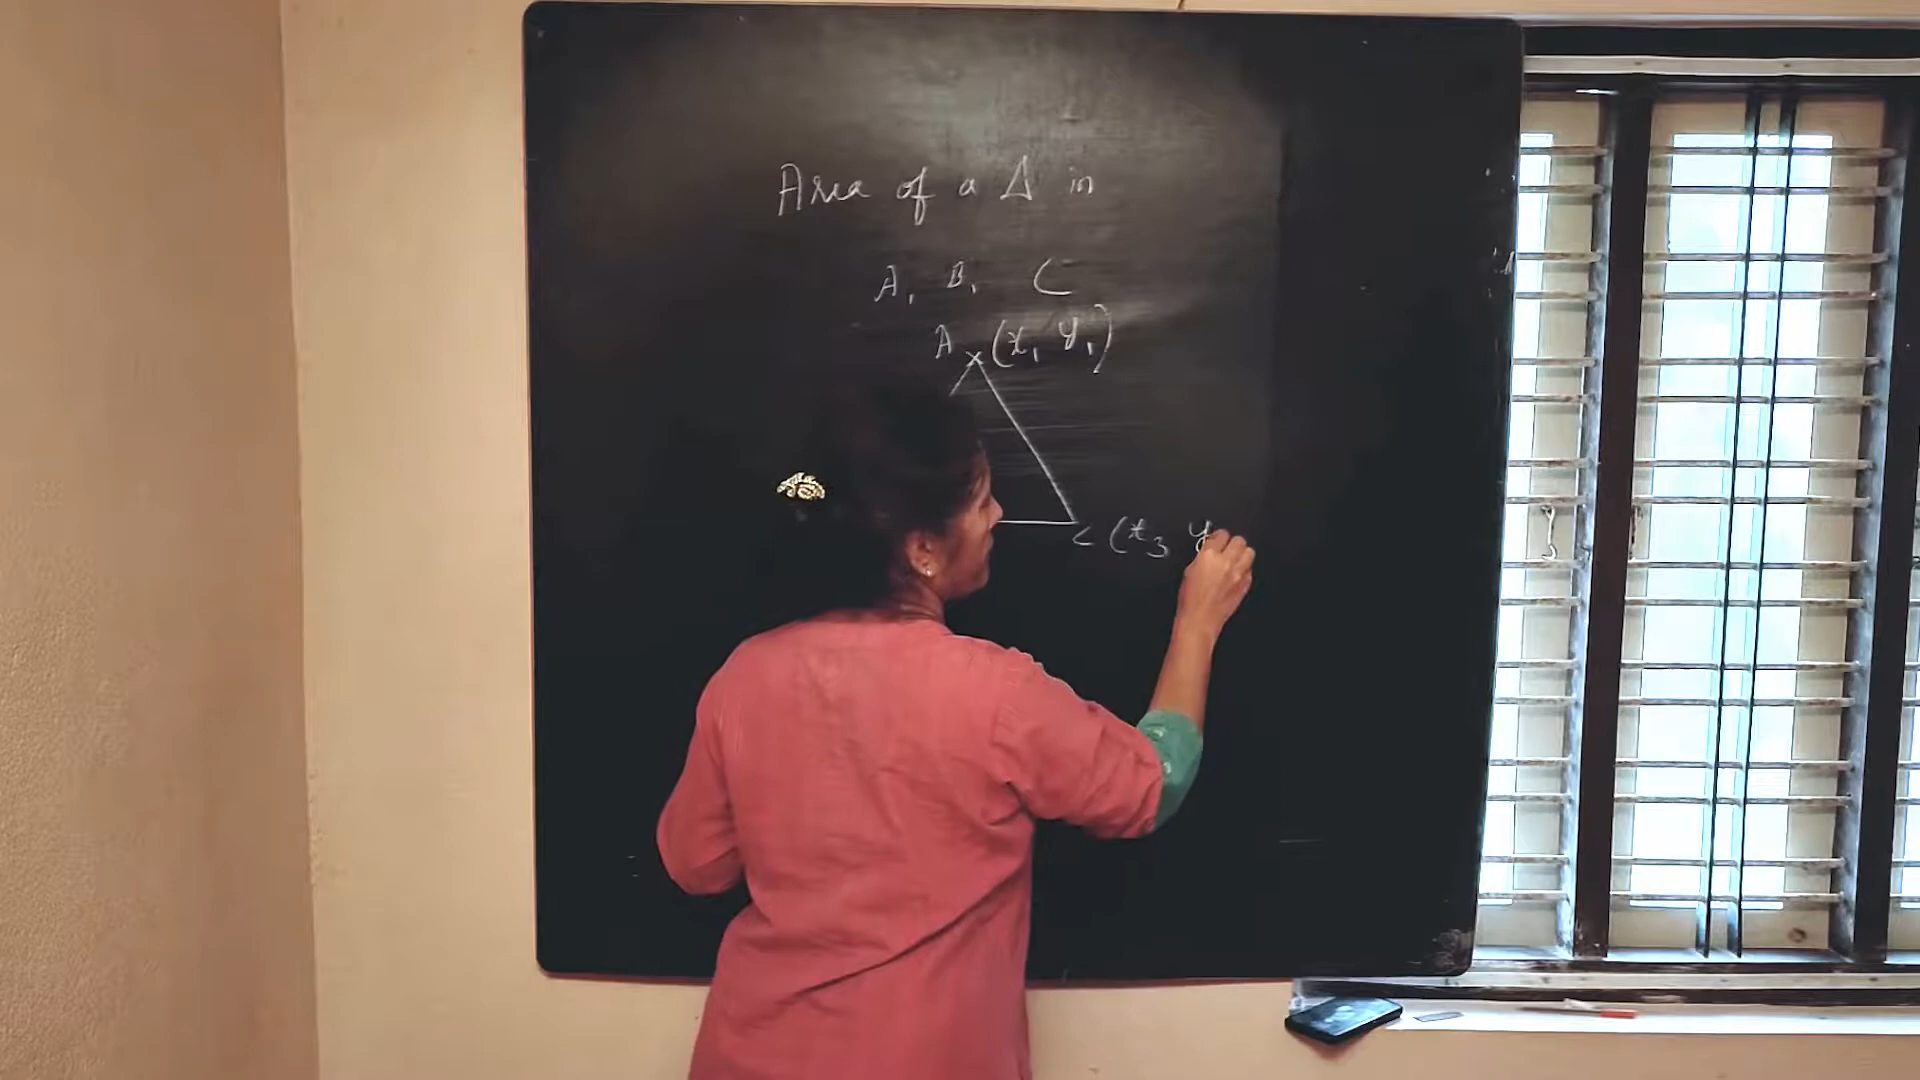 Area of a Δ in
A, B, C
A (x₁ y₁)
C (x₃ y